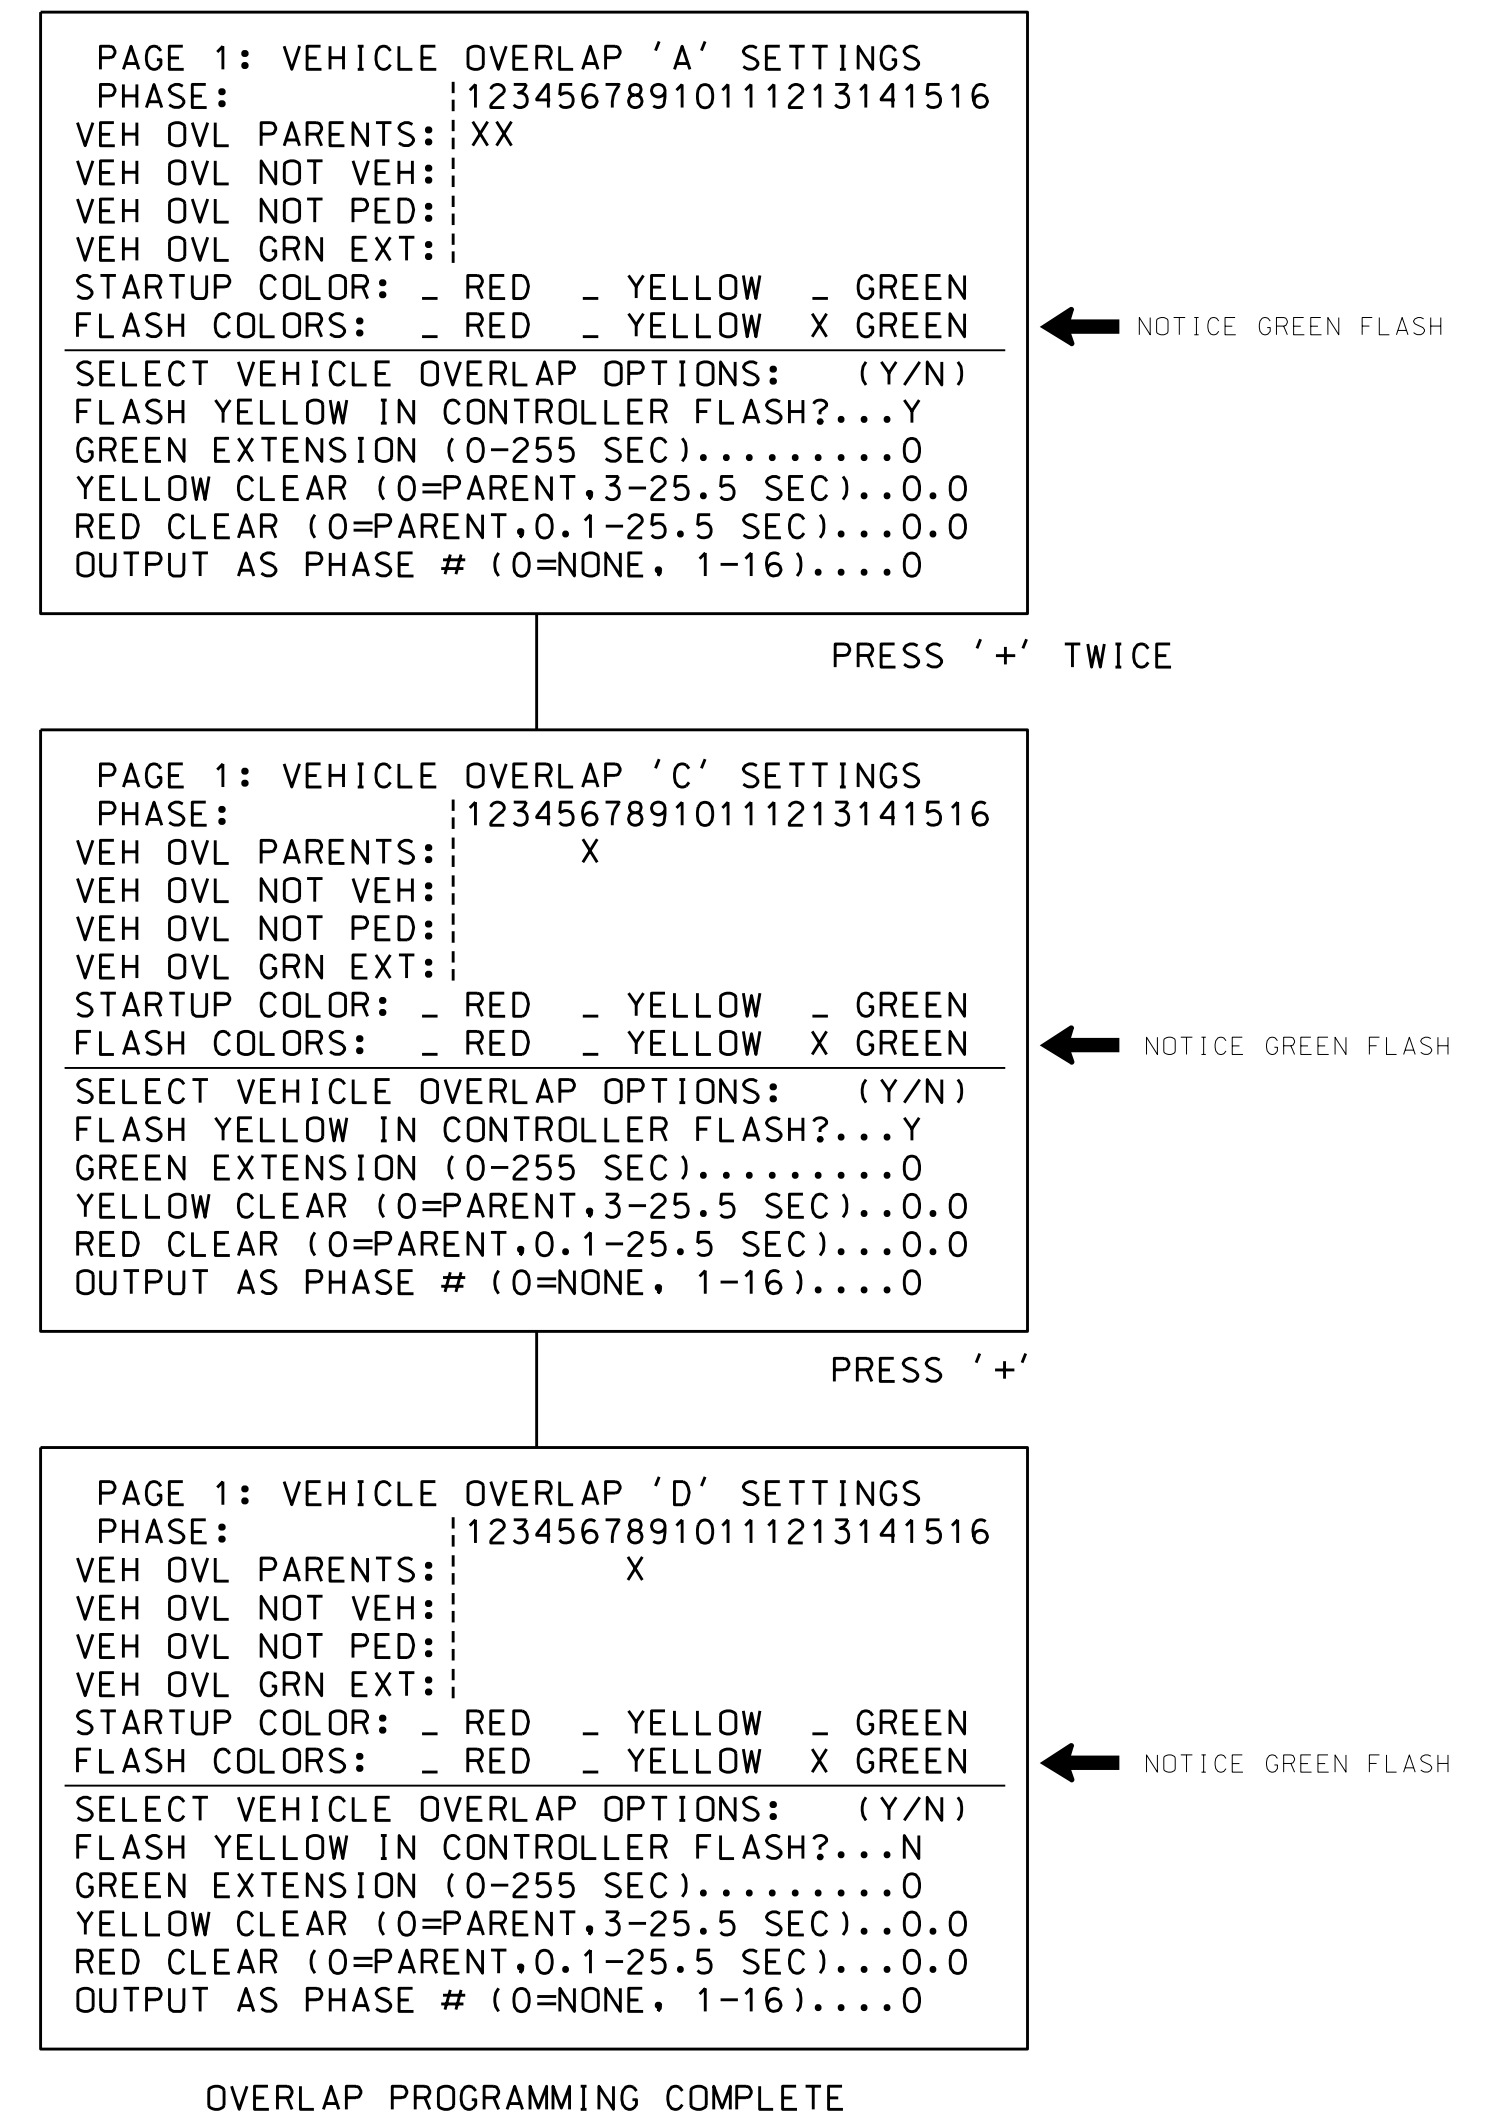 PAGE 1: VEHICLE OVERLAP 'A' SETTINGS
PHASE: ¦12345678910111213141516
VEH OVL PARENTS:¦XX
VEH OVL NOT VEH:¦
VEH OVL NOT PED:¦
VEH OVL GRN EXT:¦
STARTUP COLOR: _ RED _ YELLOW _ GREEN
FLASH COLORS: _ RED _ YELLOW X GREEN
NOTICE GREEN FLASH
SELECT VEHICLE OVERLAP OPTIONS: (Y/N)
FLASH YELLOW IN CONTROLLER FLASH?...Y
GREEN EXTENSION (0-255 SEC).........0
YELLOW CLEAR (0=PARENT,3-25.5 SEC)..0.0
RED CLEAR (0=PARENT,0.1-25.5 SEC)...0.0
OUTPUT AS PHASE # (0=NONE, 1-16)....0
PRESS '+' TWICE
PAGE 1: VEHICLE OVERLAP 'C' SETTINGS
PHASE: ¦12345678910111213141516
VEH OVL PARENTS:¦ X
VEH OVL NOT VEH:¦
VEH OVL NOT PED:¦
VEH OVL GRN EXT:¦
STARTUP COLOR: _ RED _ YELLOW _ GREEN
FLASH COLORS: _ RED _ YELLOW X GREEN
NOTICE GREEN FLASH
SELECT VEHICLE OVERLAP OPTIONS: (Y/N)
FLASH YELLOW IN CONTROLLER FLASH?...Y
GREEN EXTENSION (0-255 SEC).........0
YELLOW CLEAR (0=PARENT,3-25.5 SEC)..0.0
RED CLEAR (0=PARENT,0.1-25.5 SEC)...0.0
OUTPUT AS PHASE # (0=NONE, 1-16)....0
PRESS '+'
PAGE 1: VEHICLE OVERLAP 'D' SETTINGS
PHASE: ¦12345678910111213141516
VEH OVL PARENTS:¦ X
VEH OVL NOT VEH:¦
VEH OVL NOT PED:¦
VEH OVL GRN EXT:¦
STARTUP COLOR: _ RED _ YELLOW _ GREEN
FLASH COLORS: _ RED _ YELLOW X GREEN
NOTICE GREEN FLASH
SELECT VEHICLE OVERLAP OPTIONS: (Y/N)
FLASH YELLOW IN CONTROLLER FLASH?...N
GREEN EXTENSION (0-255 SEC).........0
YELLOW CLEAR (0=PARENT,3-25.5 SEC)..0.0
RED CLEAR (0=PARENT,0.1-25.5 SEC)...0.0
OUTPUT AS PHASE # (0=NONE, 1-16)....0
OVERLAP PROGRAMMING COMPLETE